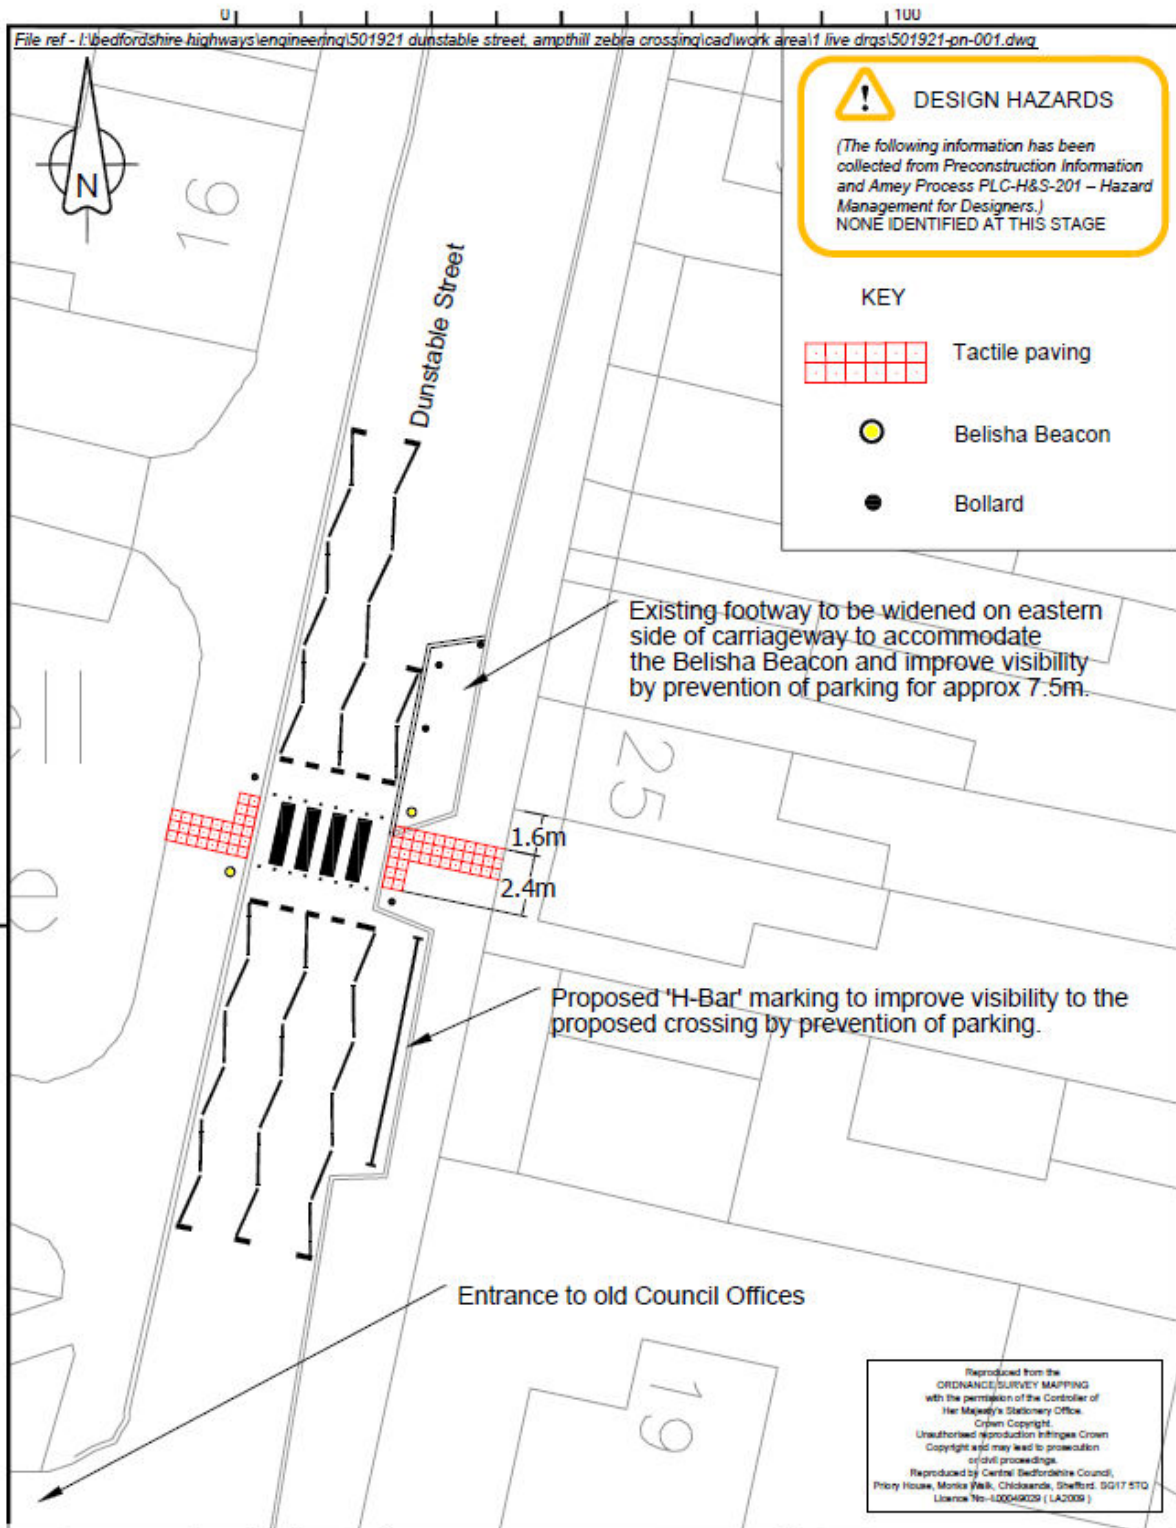 0 100
File ref - I:\bedfordshire highways\engineering\501921 dunstable street, ampthill zebra crossing\cad\work area\1 live drgs\501921-pn-001.dwg
! DESIGN HAZARDS
(The following information has been
collected from Preconstruction Information
and Amey Process PLC-H&S-201 – Hazard
Management for Designers.)
NONE IDENTIFIED AT THIS STAGE
N
16
Dunstable Street
KEY
Tactile paving
Belisha Beacon
Bollard
Existing footway to be widened on eastern
side of carriageway to accommodate
the Belisha Beacon and improve visibility
by prevention of parking for approx 7.5m.
25
1.6m
2.4m
Proposed 'H-Bar' marking to improve visibility to the
proposed crossing by prevention of parking.
Entrance to old Council Offices
19
Reproduced from the
ORDNANCE SURVEY MAPPING
with the permission of the Controller of
Her Majesty's Stationery Office.
Crown Copyright.
Unauthorised reproduction infringes Crown
Copyright and may lead to prosecution
or civil proceedings.
Reproduced by Central Bedfordshire Council,
Priory House, Monks Walk, Chicksands, Shefford. SG17 5TQ
Licence No-100049029 ( LA2009 )